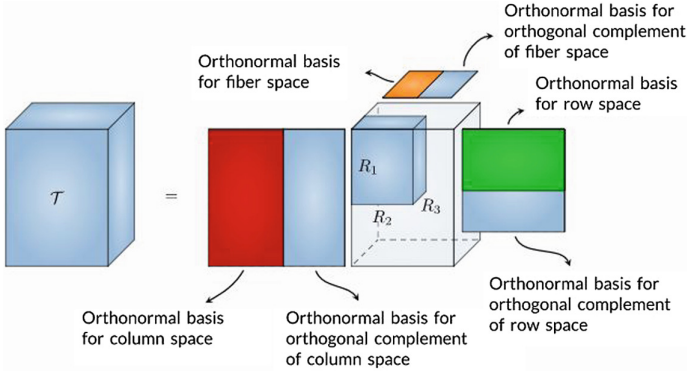 Orthonormal basis for
orthogonal complement
of fiber space
Orthonormal basis
for fiber space
Orthonormal basis
for row space
𝒯
=
R₁
R₂
R₃
Orthonormal basis
for column space
Orthonormal basis for
orthogonal complement
of column space
Orthonormal basis for
orthogonal complement
of row space